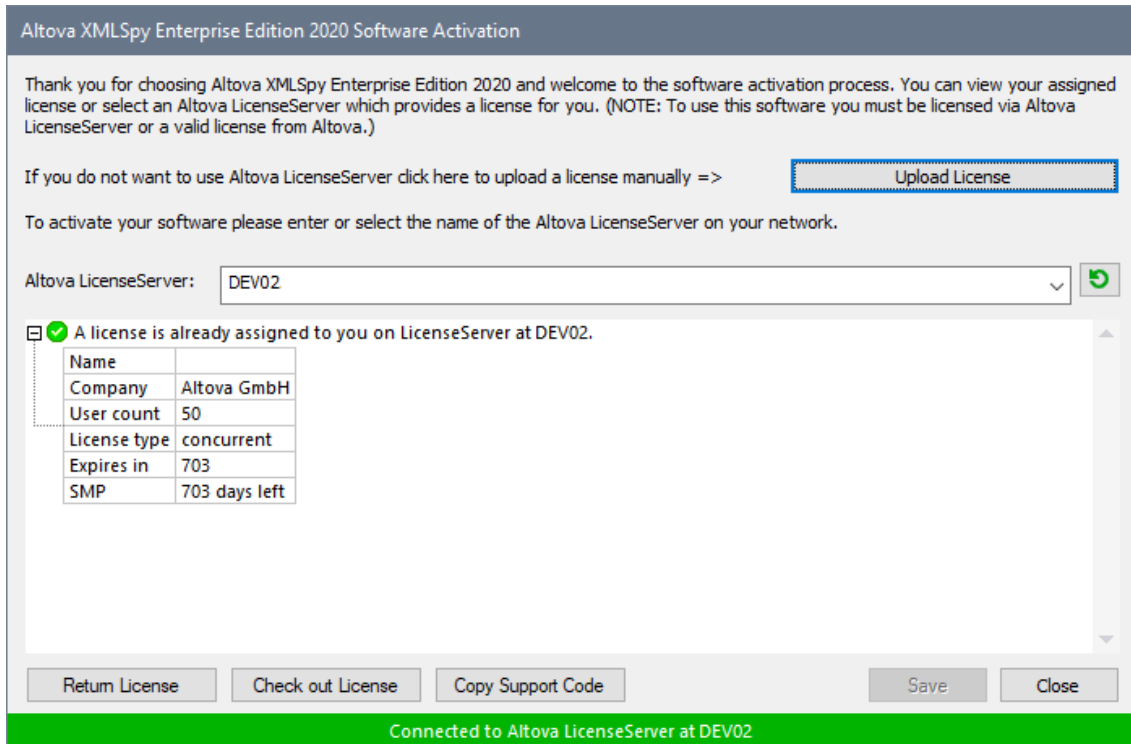 Altova XMLSpy Enterprise Edition 2020 Software Activation
Thank you for choosing Altova XMLSpy Enterprise Edition 2020 and welcome to the software activation process. You can view your assigned
license or select an Altova LicenseServer which provides a license for you. (NOTE: To use this software you must be licensed via Altova
LicenseServer or a valid license from Altova.)
If you do not want to use Altova LicenseServer click here to upload a license manually => Upload License
To activate your software please enter or select the name of the Altova LicenseServer on your network.
Altova LicenseServer: DEV02
A license is already assigned to you on LicenseServer at DEV02.
Name
Company Altova GmbH
User count 50
License type concurrent
Expires in 703
SMP 703 days left
Return License Check out License Copy Support Code Save Close
Connected to Altova LicenseServer at DEV02